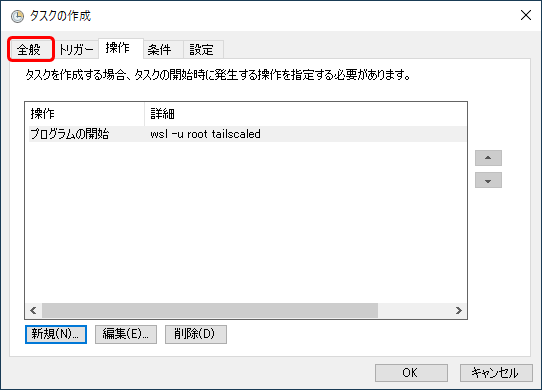 タスクの作成
全般 トリガー 操作 条件 設定
タスクを作成する場合、タスクの開始時に発生する操作を指定する必要があります。
操作 詳細
プログラムの開始 wsl -u root tailscaled
新規(N)... 編集(E)... 削除(D)
OK キャンセル